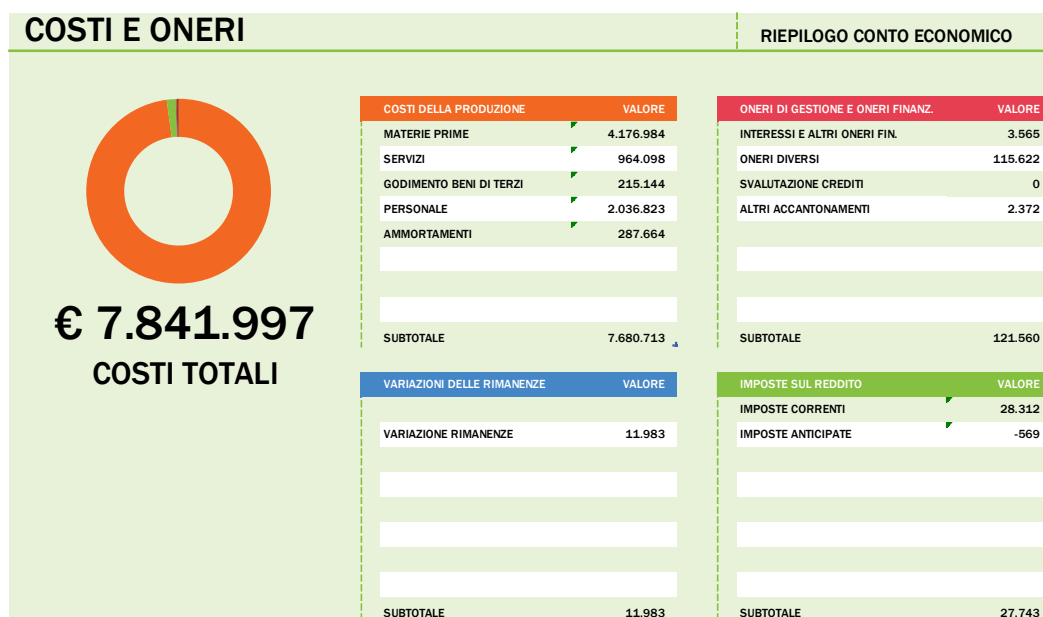 COSTI E ONERI
RIEPILOGO CONTO ECONOMICO
€ 7.841.997
COSTI TOTALI
COSTI DELLA PRODUZIONE VALORE
MATERIE PRIME 4.176.984
SERVIZI 964.098
GODIMENTO BENI DI TERZI 215.144
PERSONALE 2.036.823
AMMORTAMENTI 287.664
SUBTOTALE 7.680.713
ONERI DI GESTIONE E ONERI FINANZ. VALORE
INTERESSI E ALTRI ONERI FIN. 3.565
ONERI DIVERSI 115.622
SVALUTAZIONE CREDITI 0
ALTRI ACCANTONAMENTI 2.372
SUBTOTALE 121.560
VARIAZIONI DELLE RIMANENZE VALORE
VARIAZIONE RIMANENZE 11.983
SUBTOTALE 11.983
IMPOSTE SUL REDDITO VALORE
IMPOSTE CORRENTI 28.312
IMPOSTE ANTICIPATE -569
SUBTOTALE 27.743